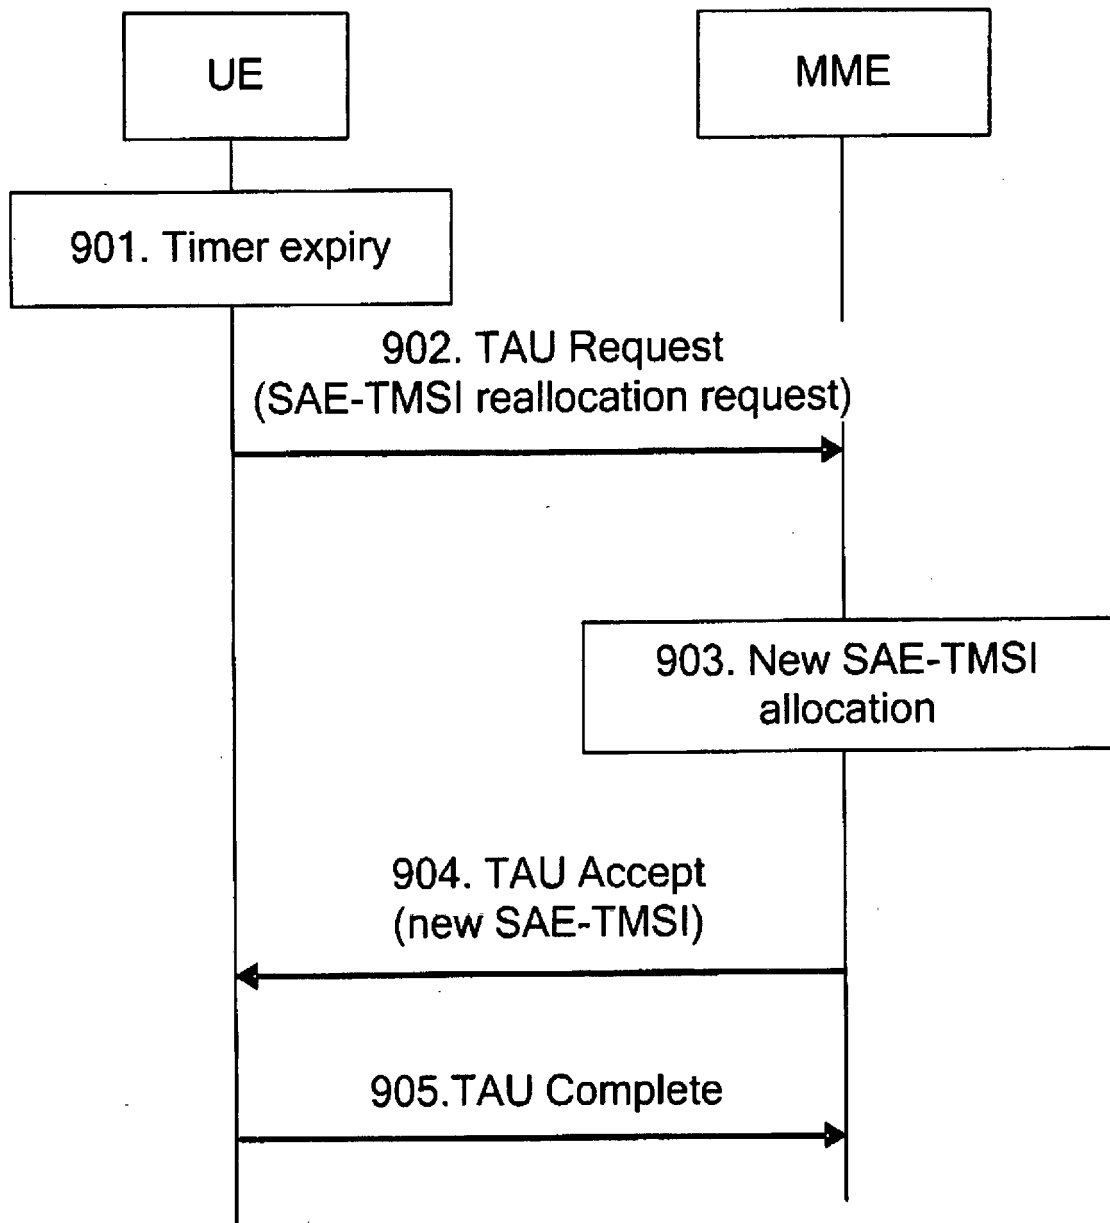 UE
MME
901. Timer expiry
902. TAU Request
(SAE-TMSI reallocation request)
903. New SAE-TMSI
allocation
904. TAU Accept
(new SAE-TMSI)
905.TAU Complete